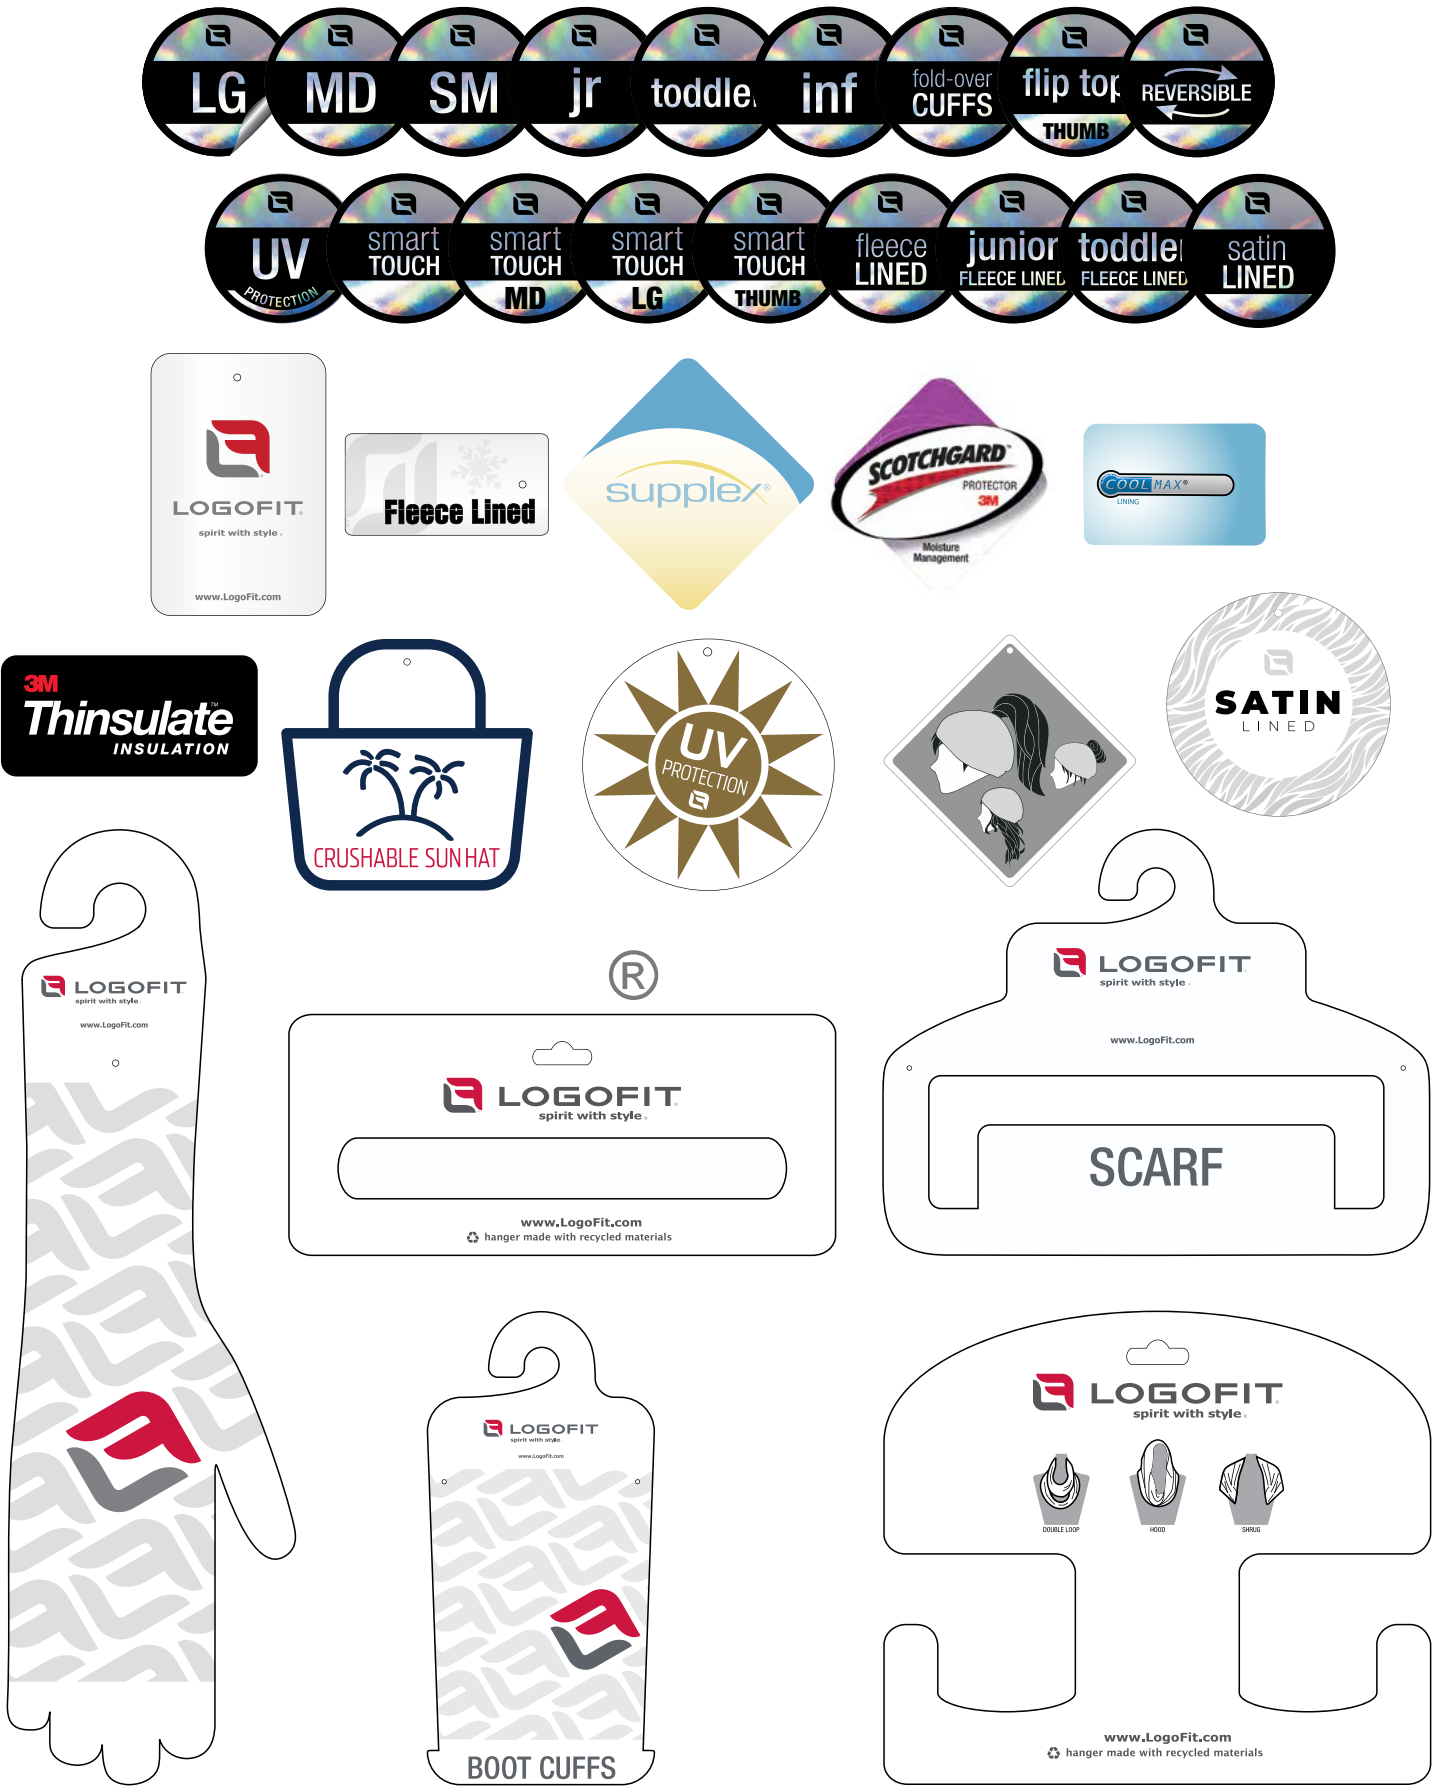 LG
MD
SM
jr
toddle
inf
fold-over
CUFFS
flip top
THUMB
REVERSIBLE
UV
PROTECTION
smart
TOUCH
smart
TOUCH
MD
smart
TOUCH
LG
smart
TOUCH
THUMB
fleece
LINED
junior
FLEECE LINED
toddle
FLEECE LINED
satin
LINED
LOGOFIT
spirit with style
www.LogoFit.com
Fleece Lined
supplex®
SCOTCHGARD™
PROTECTOR
3M
Moisture
Management
COOLMAX®
LINING
3M
Thinsulate™
INSULATION
CRUSHABLE SUN HAT
UV
PROTECTION
SATIN
LINED
LOGOFIT
spirit with style
www.LogoFit.com
®
LOGOFIT
spirit with style
www.LogoFit.com
hanger made with recycled materials
LOGOFIT
spirit with style
www.LogoFit.com
SCARF
LOGOFIT
spirit with style
www.LogoFit.com
BOOT CUFFS
LOGOFIT
spirit with style
DOUBLE LOOP
HOOD
SHRUG
www.LogoFit.com
hanger made with recycled materials